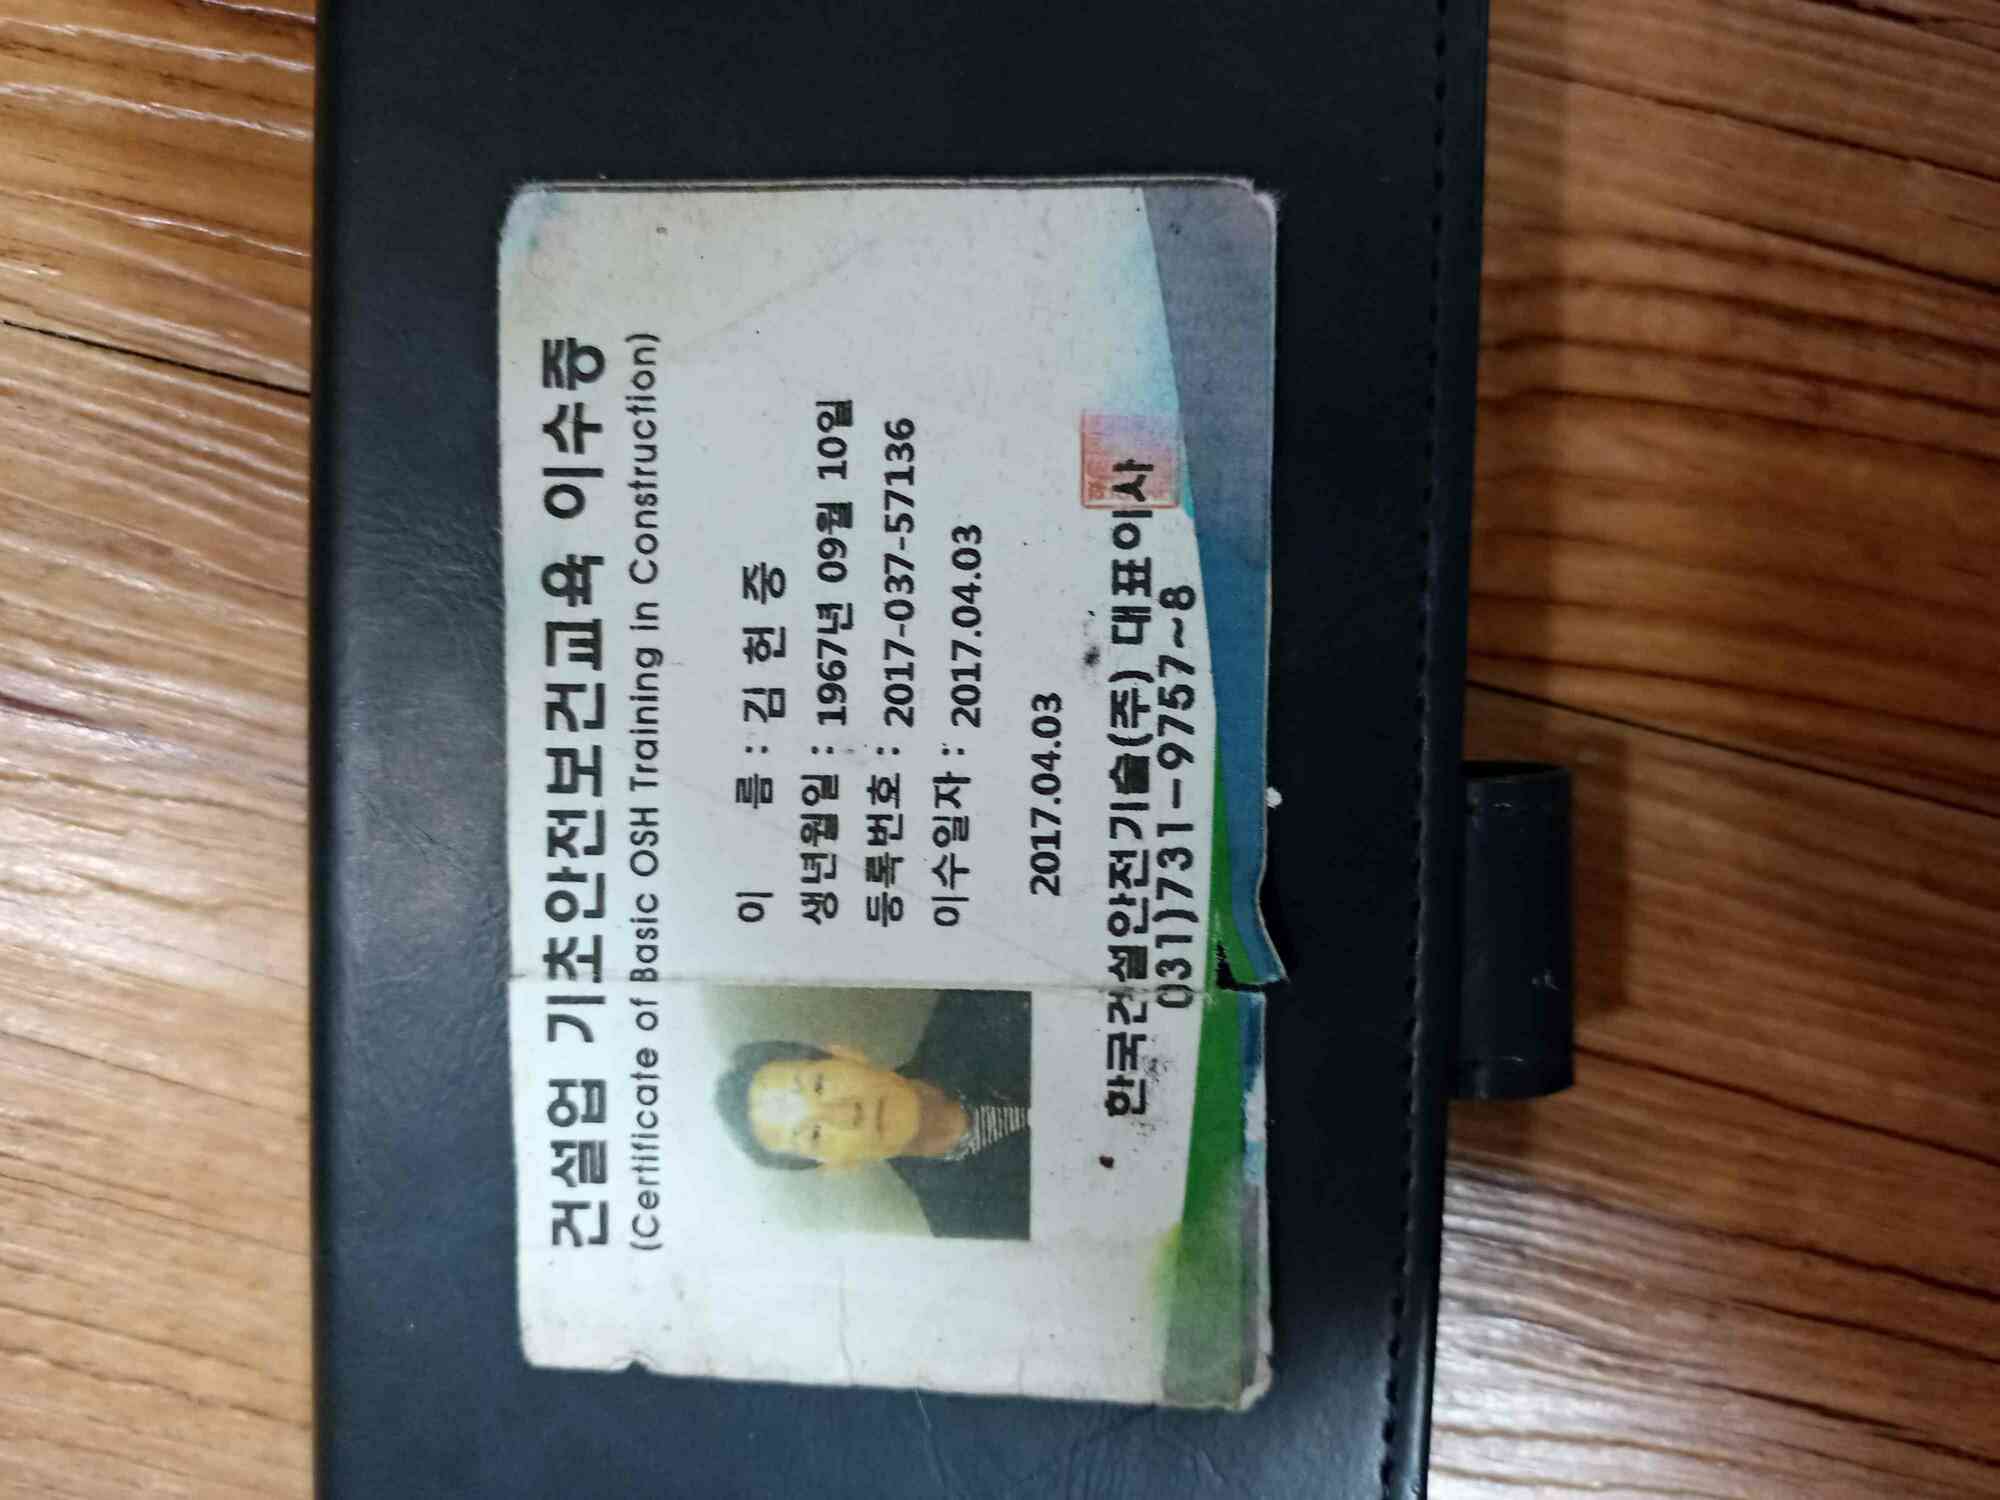 건설업 기초안전보건교육 이수증
(Certificate of Basic OSH Training in Construction)
이 름 : 김 헌 중
생년월일 : 1967년 09월 10일
등록번호 : 2017-037-57136
이수일자 : 2017.04.03
2017.04.03
한국건설안전기술(주) 대표이사
031)731-9757~8